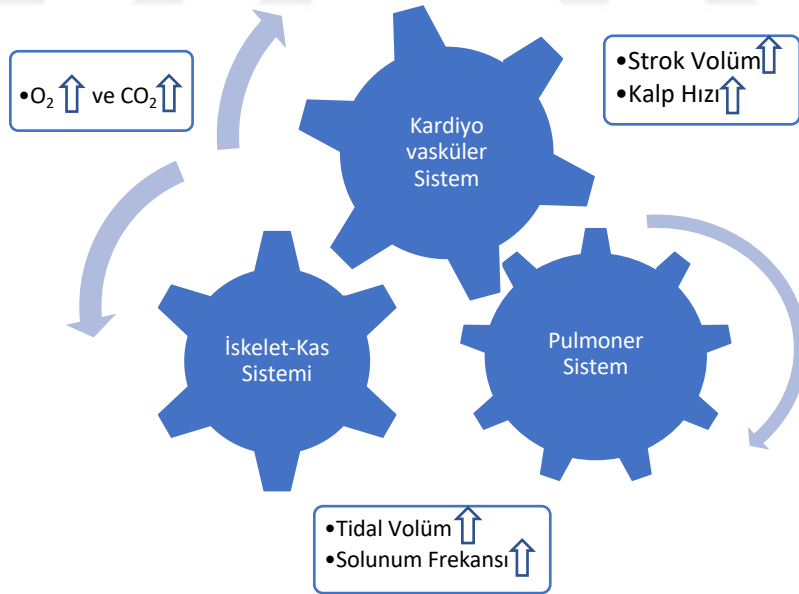 •O₂ ve CO₂
•Strok Volüm
•Kalp Hızı
Kardiyo
vasküler
Sistem
İskelet-Kas
Sistemi
Pulmoner
Sistem
•Tidal Volüm
•Solunum Frekansı